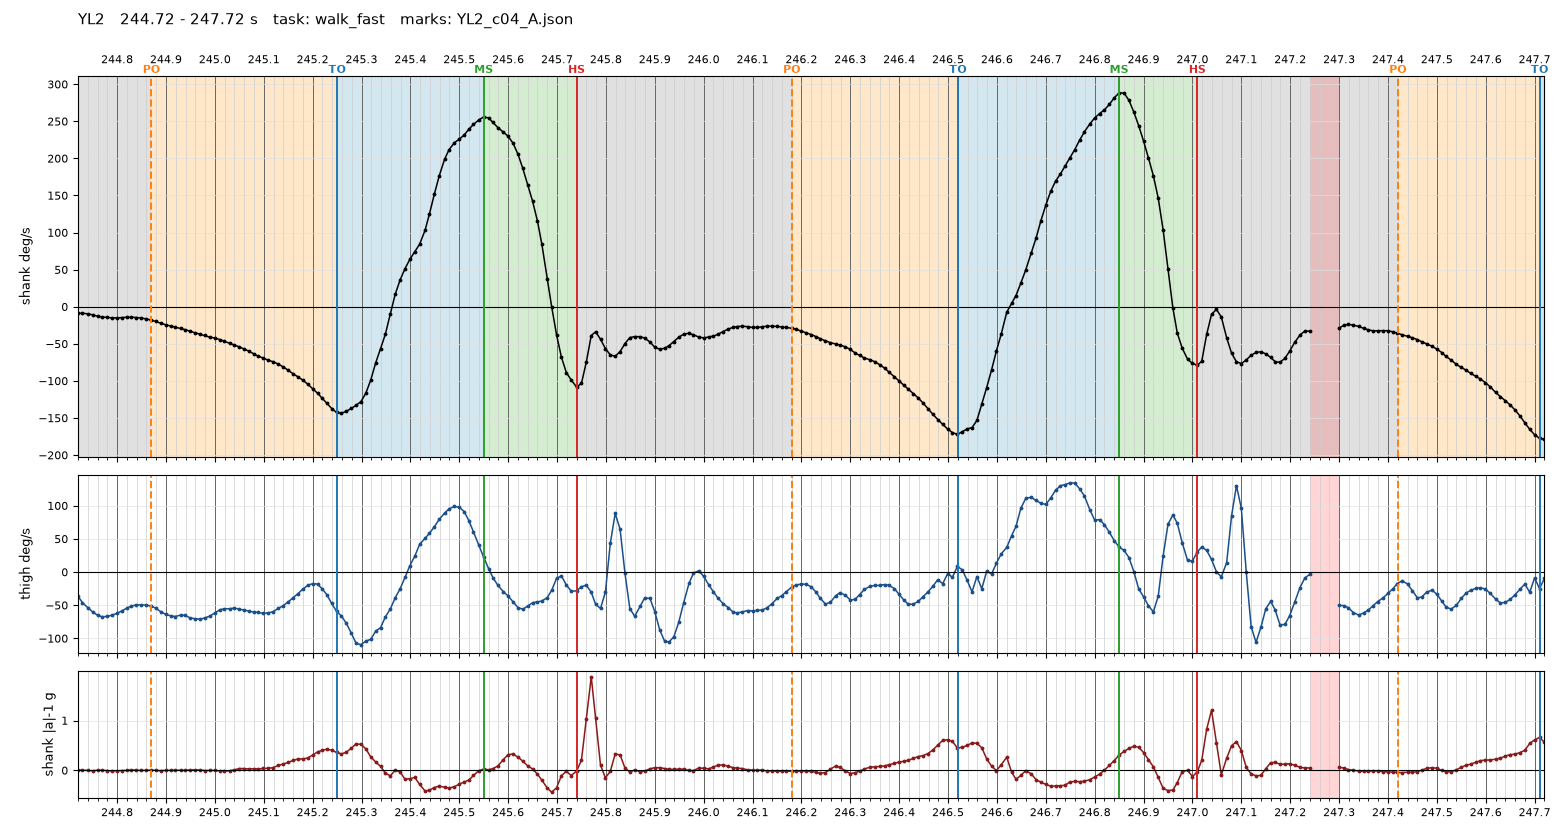 YL2 244.72 - 247.72 s task: walk_fast marks: YL2_c04_A.json
244.8 244.9 245.0 245.1 245.2 245.3 245.4 245.5 245.6 245.7 245.8 245.9 246.0 246.1 246.2 246.3 246.4 246.5 246.6 246.7 246.8 246.9 247.0 247.1 247.2 247.3 247.4 247.5 247.6 247.7
PO TO MS HS PO TO MS HS PO TO
300
250
200
150
100
50
0
−50
−100
−150
−200
shank deg/s
100
50
0
−50
−100
thigh deg/s
1
0
shank |a|-1 g
244.8 244.9 245.0 245.1 245.2 245.3 245.4 245.5 245.6 245.7 245.8 245.9 246.0 246.1 246.2 246.3 246.4 246.5 246.6 246.7 246.8 246.9 247.0 247.1 247.2 247.3 247.4 247.5 247.6 247.7